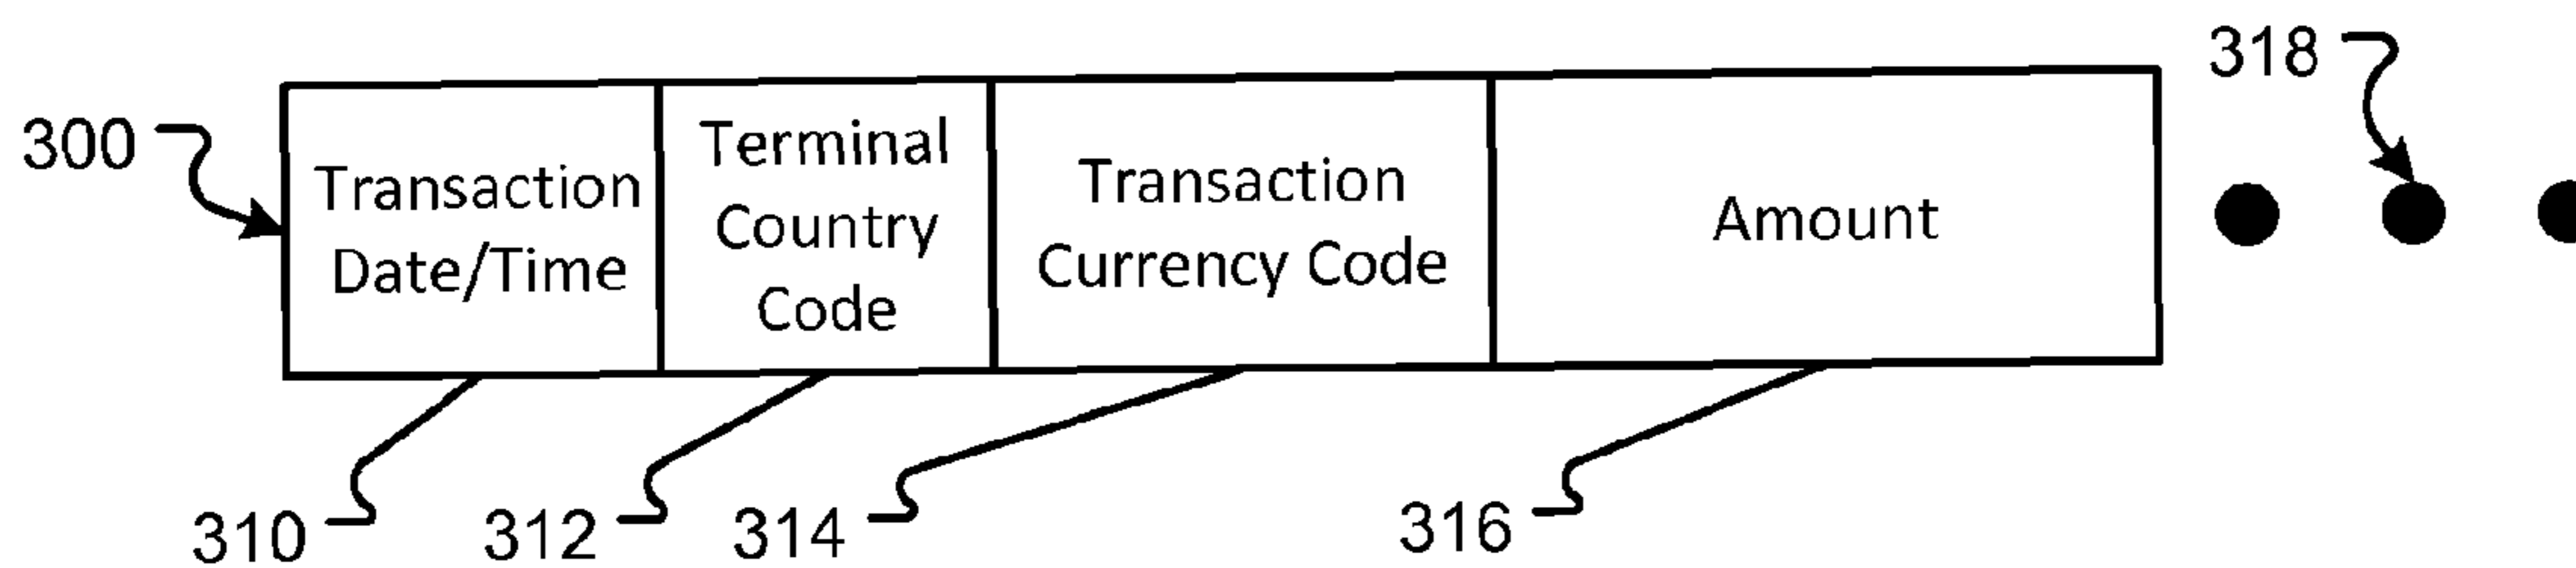 300
Transaction
Date/Time
Terminal
Country
Code
Transaction
Currency Code
Amount
318
310
312
314
316